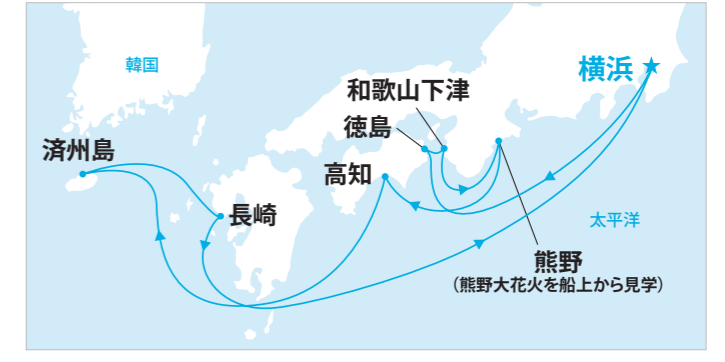 韓国
横浜
和歌山下津
徳島
済州島
高知
長崎
太平洋
熊野
（熊野大花火を船上から見学）